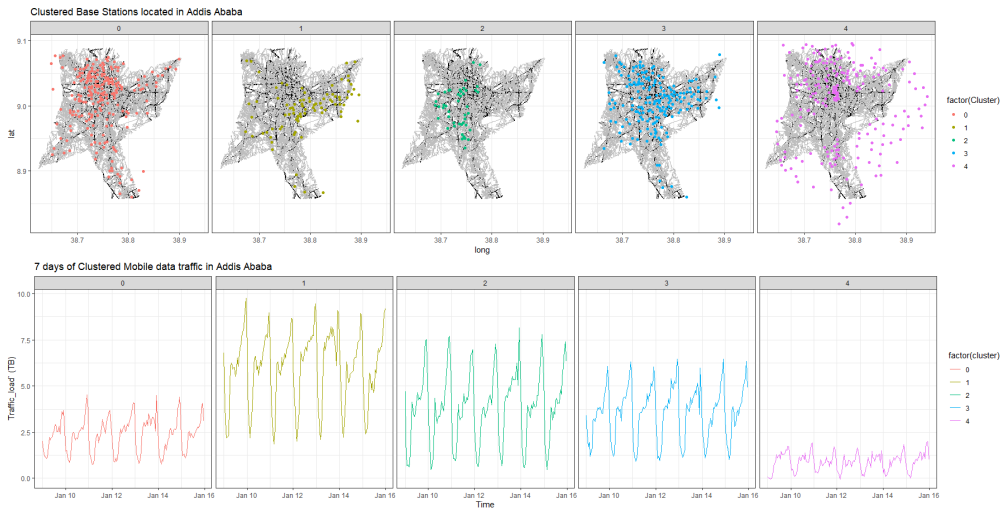 Clustered Base Stations located in Addis Ababa
0 1 2 3 4
9.1
9.0
8.9
lat
38.7 38.8 38.9 38.7 38.8 38.9 38.7 38.8 38.9 38.7 38.8 38.9 38.7 38.8 38.9
long
factor(Cluster)
0
1
2
3
4
7 days of Clustered Mobile data traffic in Addis Ababa
0 1 2 3 4
10.0
7.5
5.0
2.5
0.0
Traffic_load (TB)
Jan 10 Jan 12 Jan 14 Jan 16 Jan 10 Jan 12 Jan 14 Jan 16 Jan 10 Jan 12 Jan 14 Jan 16 Jan 10 Jan 12 Jan 14 Jan 16 Jan 10 Jan 12 Jan 14 Jan 16
Time
factor(cluster)
0
1
2
3
4